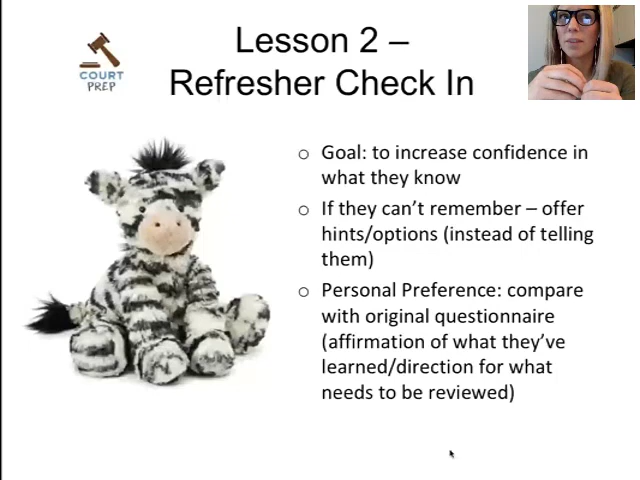 COURT
PREP
Lesson 2 –
Refresher Check In
o Goal: to increase confidence in
what they know
o If they can't remember – offer
hints/options (instead of telling
them)
o Personal Preference: compare
with original questionnaire
(affirmation of what they've
learned/direction for what
needs to be reviewed)